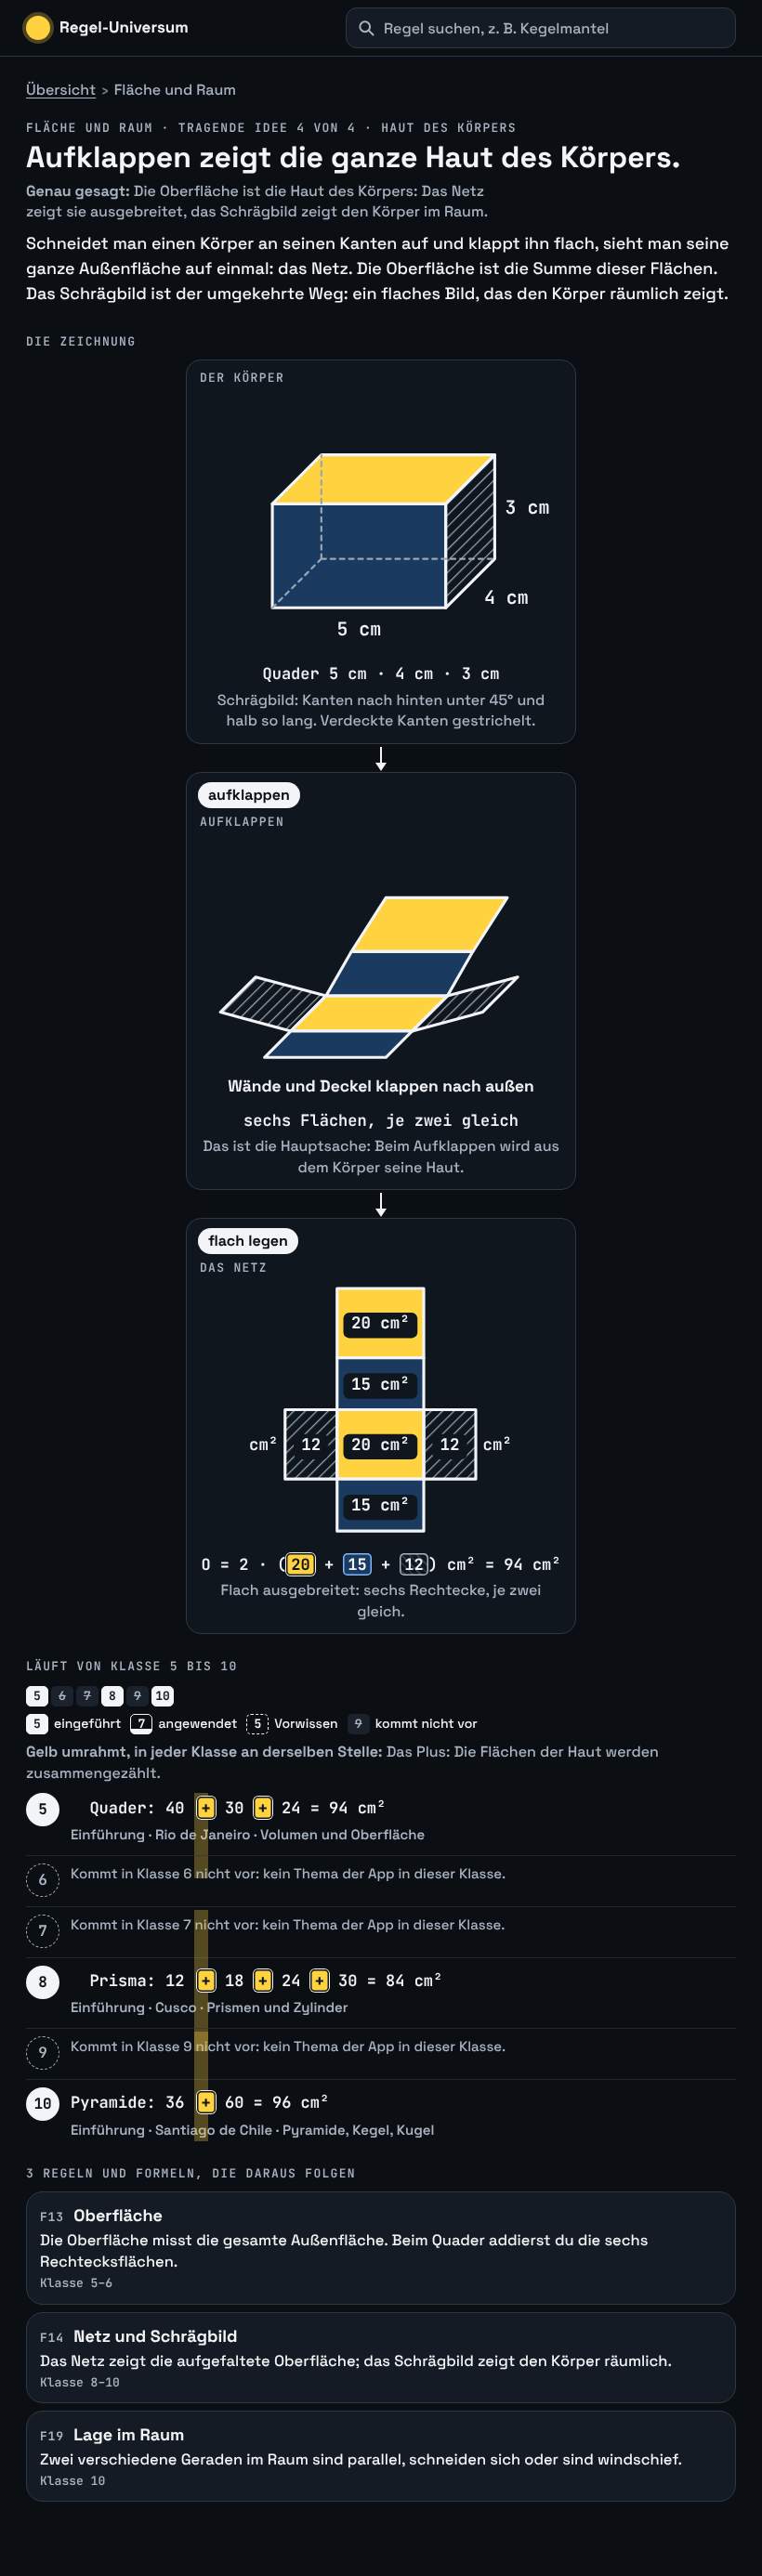 Regel-Universum
Regel suchen, z. B. Kegelmantel
Übersicht > Fläche und Raum
FLÄCHE UND RAUM · TRAGENDE IDEE 4 VON 4 · HAUT DES KÖRPERS
Aufklappen zeigt die ganze Haut des Körpers.
Genau gesagt: Die Oberfläche ist die Haut des Körpers: Das Netz
zeigt sie ausgebreitet, das Schrägbild zeigt den Körper im Raum.
Schneidet man einen Körper an seinen Kanten auf und klappt ihn flach, sieht man seine
ganze Außenfläche auf einmal: das Netz. Die Oberfläche ist die Summe dieser Flächen.
Das Schrägbild ist der umgekehrte Weg: ein flaches Bild, das den Körper räumlich zeigt.
DIE ZEICHNUNG
DER KÖRPER
3 cm
4 cm
5 cm
Quader 5 cm · 4 cm · 3 cm
Schrägbild: Kanten nach hinten unter 45° und
halb so lang. Verdeckte Kanten gestrichelt.
aufklappen
AUFKLAPPEN
Wände und Deckel klappen nach außen
sechs Flächen, je zwei gleich
Das ist die Hauptsache: Beim Aufklappen wird aus
dem Körper seine Haut.
flach legen
DAS NETZ
20 cm²
15 cm²
cm² 12 20 cm² 12 cm²
15 cm²
O = 2 · (20 + 15 + 12) cm² = 94 cm²
Flach ausgebreitet: sechs Rechtecke, je zwei
gleich.
LÄUFT VON KLASSE 5 BIS 10
5 6 7 8 9 10
5 eingeführt 7 angewendet 5 Vorwissen 9 kommt nicht vor
Gelb umrahmt, in jeder Klasse an derselben Stelle: Das Plus: Die Flächen der Haut werden
zusammengezählt.
5 Quader: 40 + 30 + 24 = 94 cm²
Einführung · Rio de Janeiro · Volumen und Oberfläche
6 Kommt in Klasse 6 nicht vor: kein Thema der App in dieser Klasse.
7 Kommt in Klasse 7 nicht vor: kein Thema der App in dieser Klasse.
8 Prisma: 12 + 18 + 24 + 30 = 84 cm²
Einführung · Cusco · Prismen und Zylinder
9 Kommt in Klasse 9 nicht vor: kein Thema der App in dieser Klasse.
10 Pyramide: 36 + 60 = 96 cm²
Einführung · Santiago de Chile · Pyramide, Kegel, Kugel
3 REGELN UND FORMELN, DIE DARAUS FOLGEN
F13 Oberfläche
Die Oberfläche misst die gesamte Außenfläche. Beim Quader addierst du die sechs
Rechtecksflächen.
Klasse 5–6
F14 Netz und Schrägbild
Das Netz zeigt die aufgefaltete Oberfläche; das Schrägbild zeigt den Körper räumlich.
Klasse 8–10
F19 Lage im Raum
Zwei verschiedene Geraden im Raum sind parallel, schneiden sich oder sind windschief.
Klasse 10